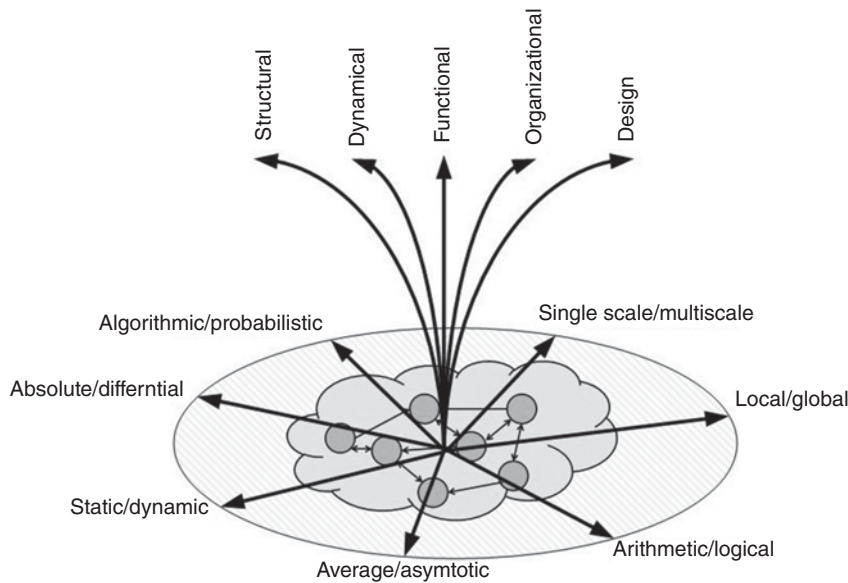 Structural
Dynamical
Functional
Organizational
Design
Algorithmic/probabilistic
Single scale/multiscale
Absolute/differntial
Local/global
Static/dynamic
Arithmetic/logical
Average/asymtotic